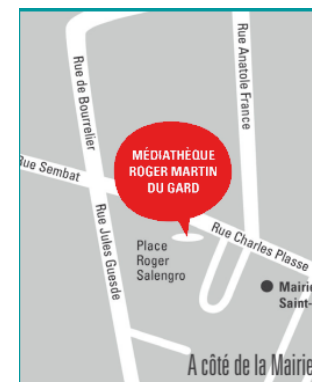 Rue de Bourrelier
Rue Anatole France
MÉDIATHÈQUE
ROGER MARTIN
DU GARD
Rue Sembat
Rue Jules Guesde
Rue Charles Plasse
Place
Roger
Salengro
Mairie
Saint-
A côté de la Mairie